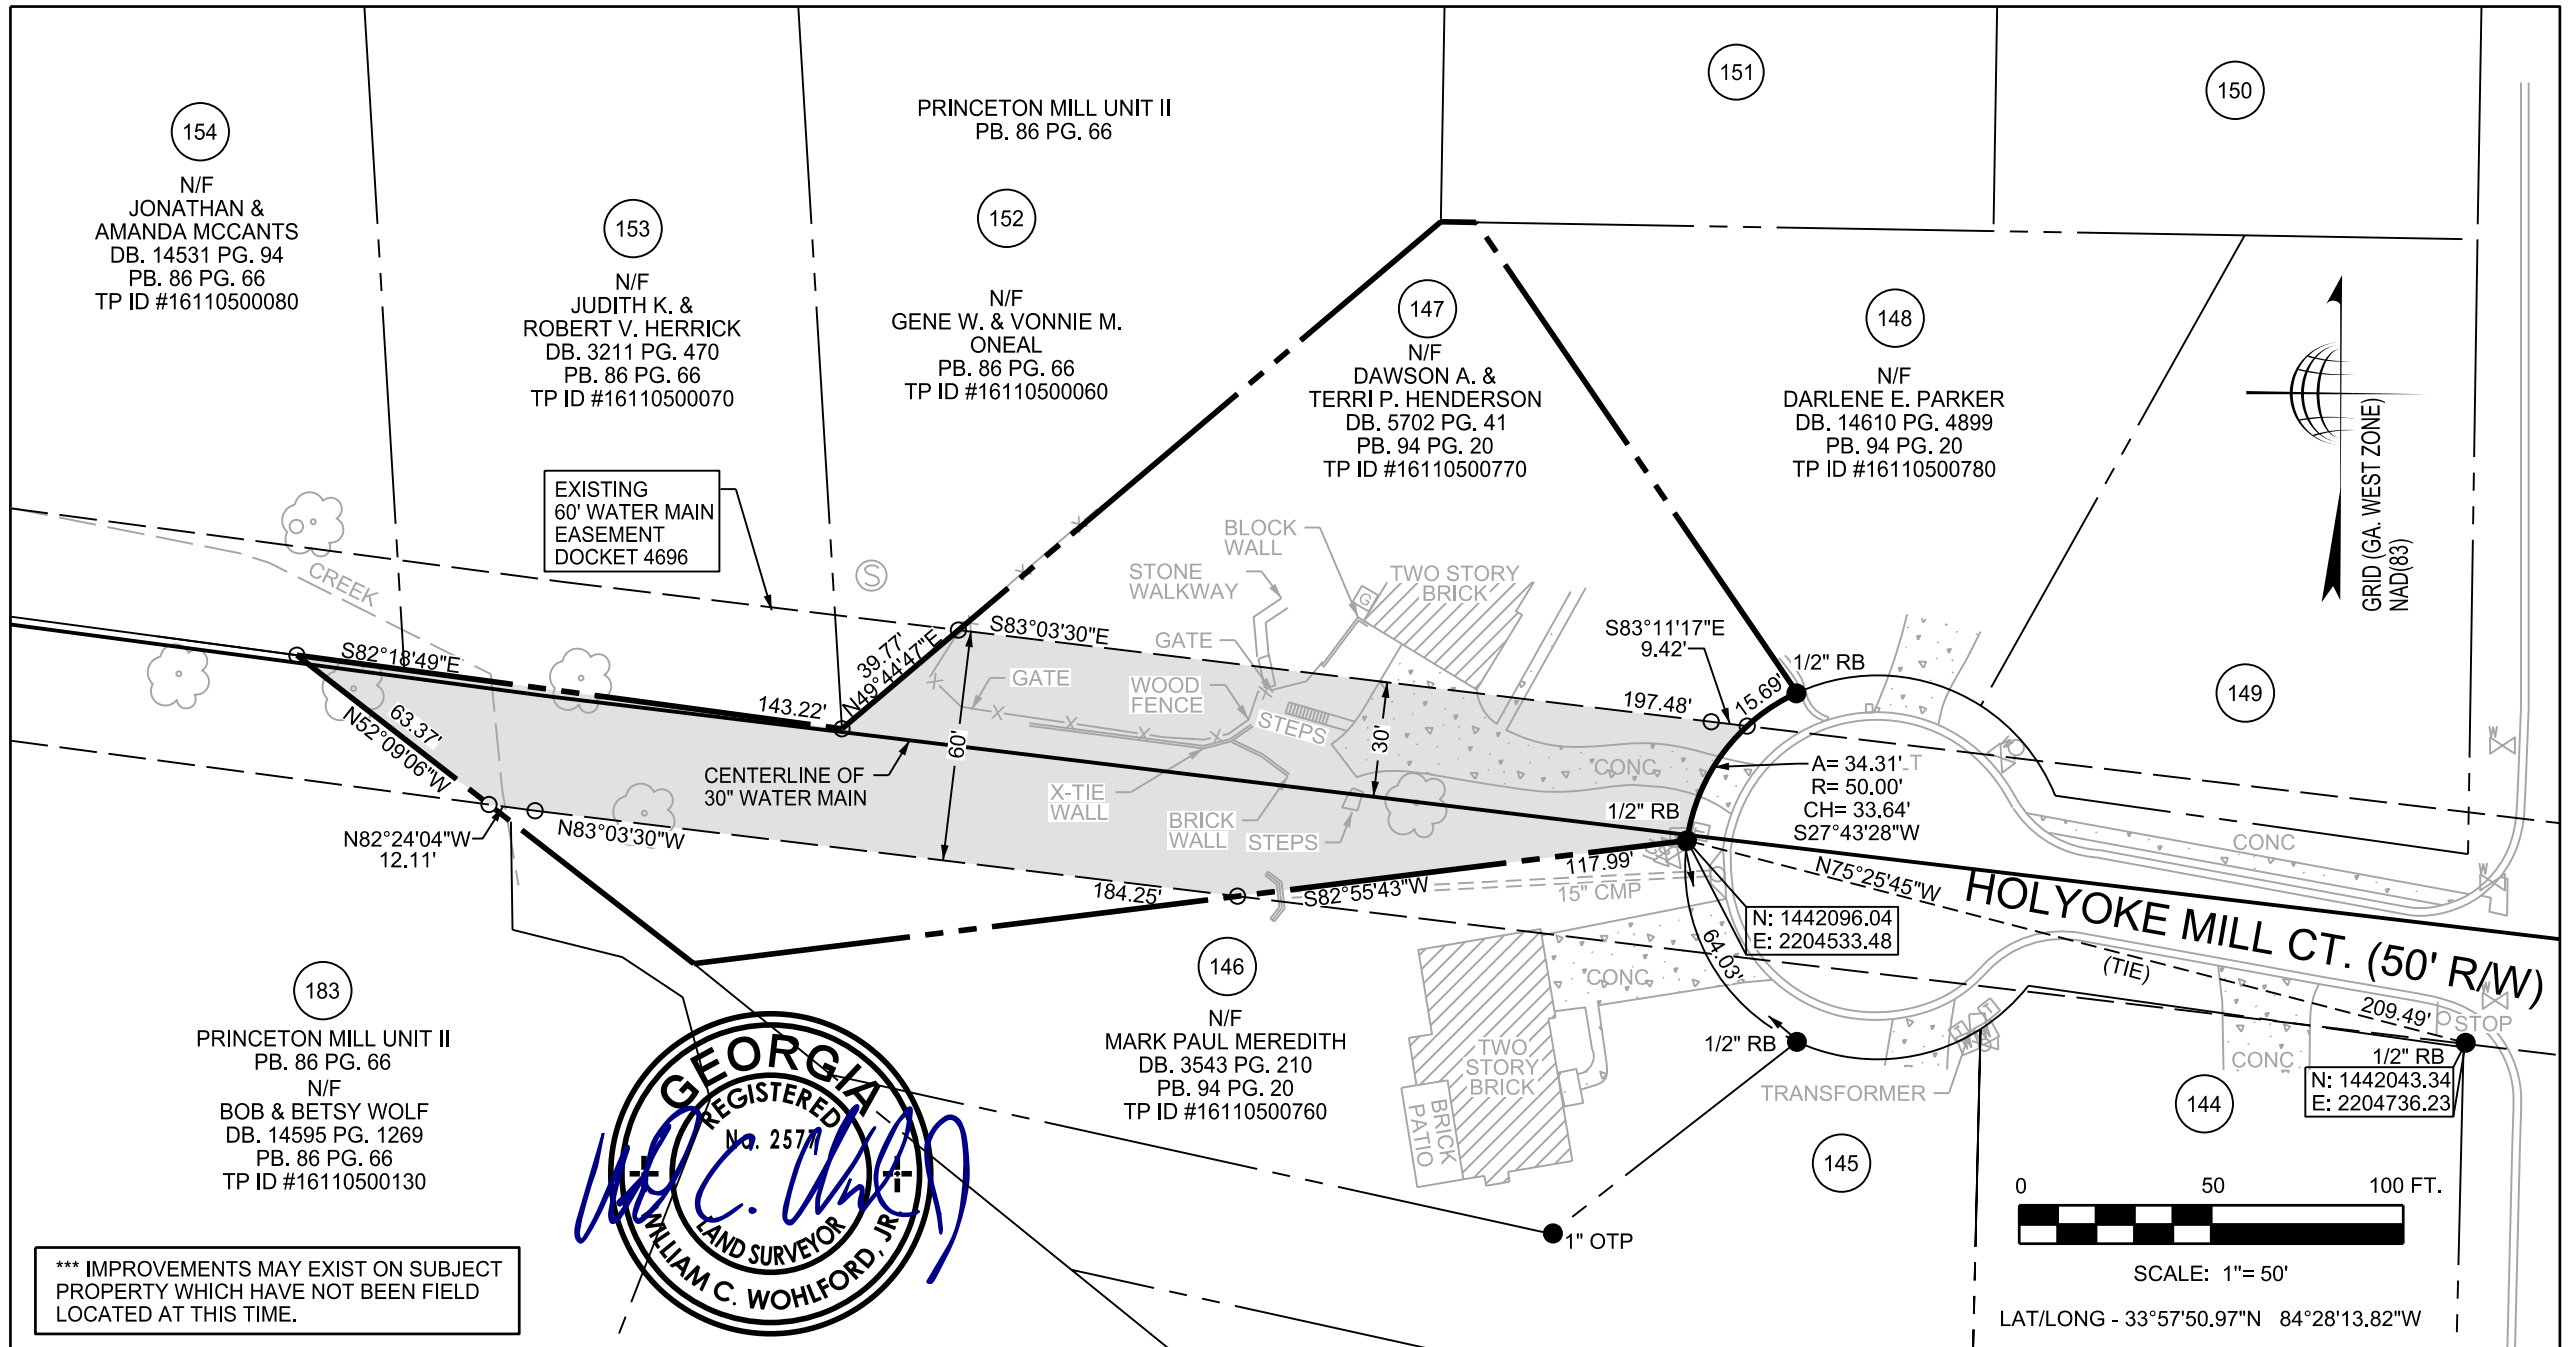 154
N/F
JONATHAN &
AMANDA MCCANTS
DB. 14531 PG. 94
PB. 86 PG. 66
TP ID #16110500080
153
N/F
JUDITH K. &
ROBERT V. HERRICK
DB. 3211 PG. 470
PB. 86 PG. 66
TP ID #16110500070
PRINCETON MILL UNIT II
PB. 86 PG. 66
152
N/F
GENE W. & VONNIE M.
ONEAL
PB. 86 PG. 66
TP ID #16110500060
151
150
147
N/F
DAWSON A. &
TERRI P. HENDERSON
DB. 5702 PG. 41
PB. 94 PG. 20
TP ID #16110500770
148
N/F
DARLENE E. PARKER
DB. 14610 PG. 4899
PB. 94 PG. 20
TP ID #16110500780
GRID (GA. WEST ZONE)
NAD(83)
EXISTING
60' WATER MAIN
EASEMENT
DOCKET 4696
S
CREEK
BLOCK
WALL
STONE
WALKWAY
GATE
G
TWO STORY
BRICK
S82°18'49"E
143.22'
39.77'
N49°44'47"E
S83°03'30"E
197.48'
S83°11'17"E
9.42'
1/2" RB
15.69'
149
GATE
WOOD
FENCE
STEPS
60'
30'
CONC
X
X
X
X
X
X
X
X
N52°09'06"W
63.37'
CENTERLINE OF
30" WATER MAIN
X-TIE
WALL
BRICK
WALL
STEPS
1/2" RB
A= 34.31'
R= 50.00'
CH= 33.64'
S27°43'28"W
LT
W
W
W
W
CONC
N82°24'04"W
12.11'
N83°03'30"W
184.25'
S82°55'43"W
117.99'
15" CMP
N75°25'45"W
(TIE)
209.49'
HOLYOKE MILL CT. (50' R/W)
N: 1442096.04
E: 2204533.48
64.03'
183
PRINCETON MILL UNIT II
PB. 86 PG. 66
N/F
BOB & BETSY WOLF
DB. 14595 PG. 1269
PB. 86 PG. 66
TP ID #16110500130
146
N/F
MARK PAUL MEREDITH
DB. 3543 PG. 210
PB. 94 PG. 20
TP ID #16110500760
CONC
TWO
STORY
BRICK
BRICK
PATIO
1/2" RB
TRANSFORMER
T
T
W
CONC
STOP
1/2" RB
N: 1442043.34
E: 2204736.23
144
145
1" OTP
GEORGIA
REGISTERED
No. 2577
LAND SURVEYOR
WILLIAM C. WOHLFORD, JR.
0 50 100 FT.
SCALE: 1"= 50'
LAT/LONG - 33°57'50.97"N 84°28'13.82"W
*** IMPROVEMENTS MAY EXIST ON SUBJECT
PROPERTY WHICH HAVE NOT BEEN FIELD
LOCATED AT THIS TIME.